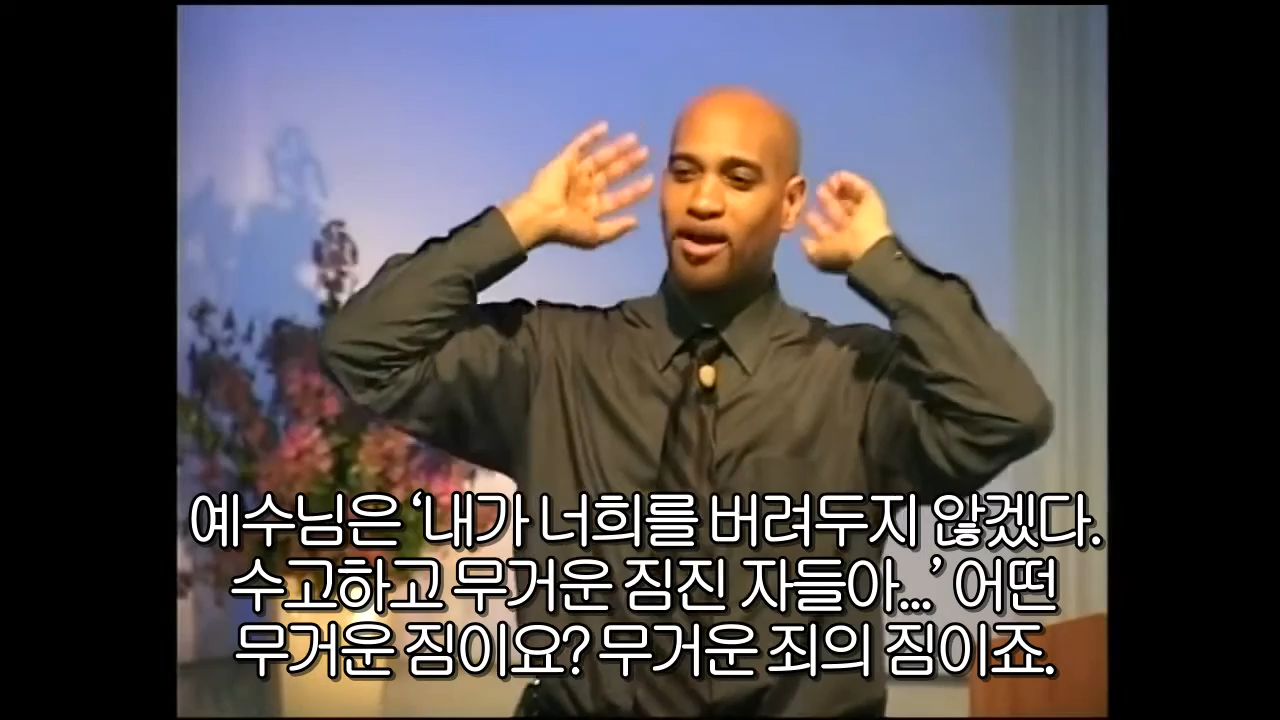 예수님은 ‘내가 너희를 버려두지 않겠다.
수고하고 무거운 짐진 자들아...’ 어떤
무거운 짐이요? 무거운 죄의 짐이죠.